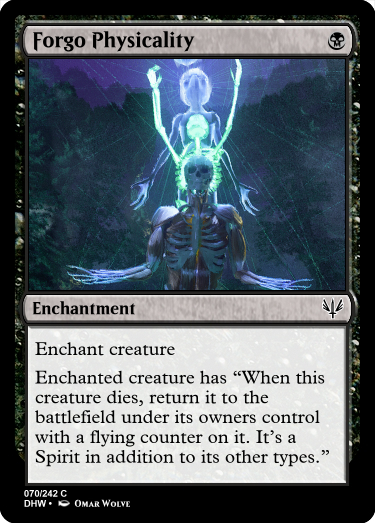 Forgo Physicality
Enchantment
Enchant creature
Enchanted creature has “When this
creature dies, return it to the
battlefield under its owners control
with a flying counter on it. It’s a
Spirit in addition to its other types.”
070/242 C
DHW • Omar Wolve